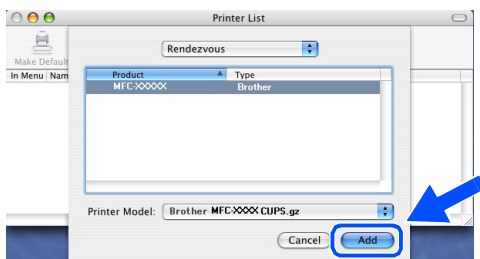 Printer List
Rendezvous
Make Default
In Menu Nam
Product Type
MFC-XXXXX Brother
Printer Model: Brother MFC-XXXX CUPS.gz
Cancel Add